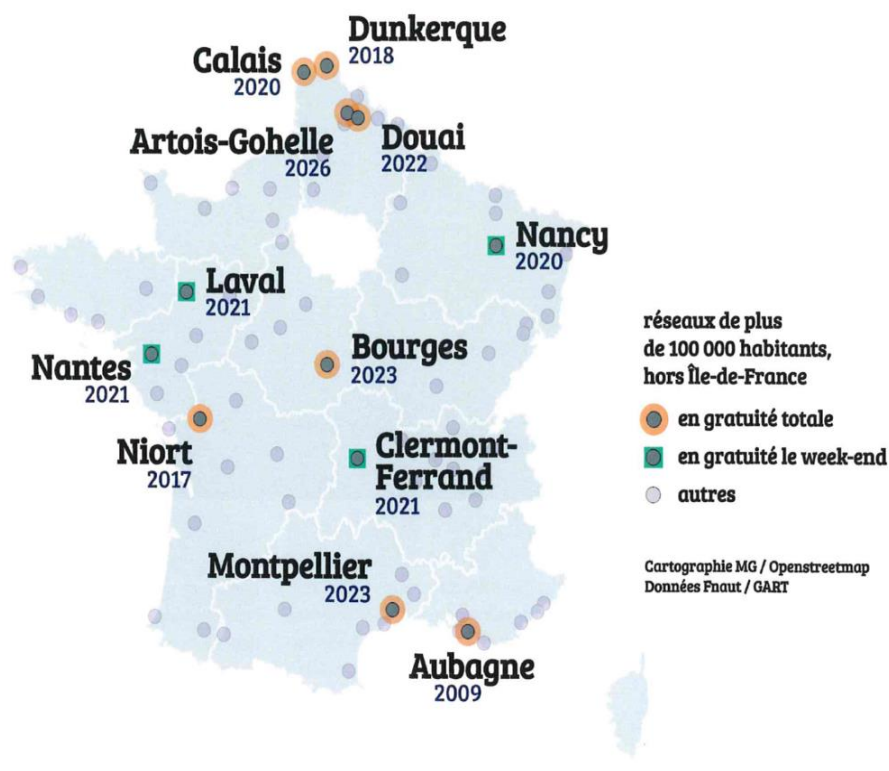 Dunkerque
2018
Calais
2020
Artois-Gohelle
2026
Douai
2022
Nancy
2020
Laval
2021
Nantes
2021
Bourges
2023
Niort
2017
Clermont-
Ferrand
2021
Montpellier
2023
Aubagne
2009
réseaux de plus
de 100 000 habitants,
hors Île-de-France
en gratuité totale
en gratuité le week-end
autres
Cartographie MG / Openstreetmap
Données Fnaut / GART